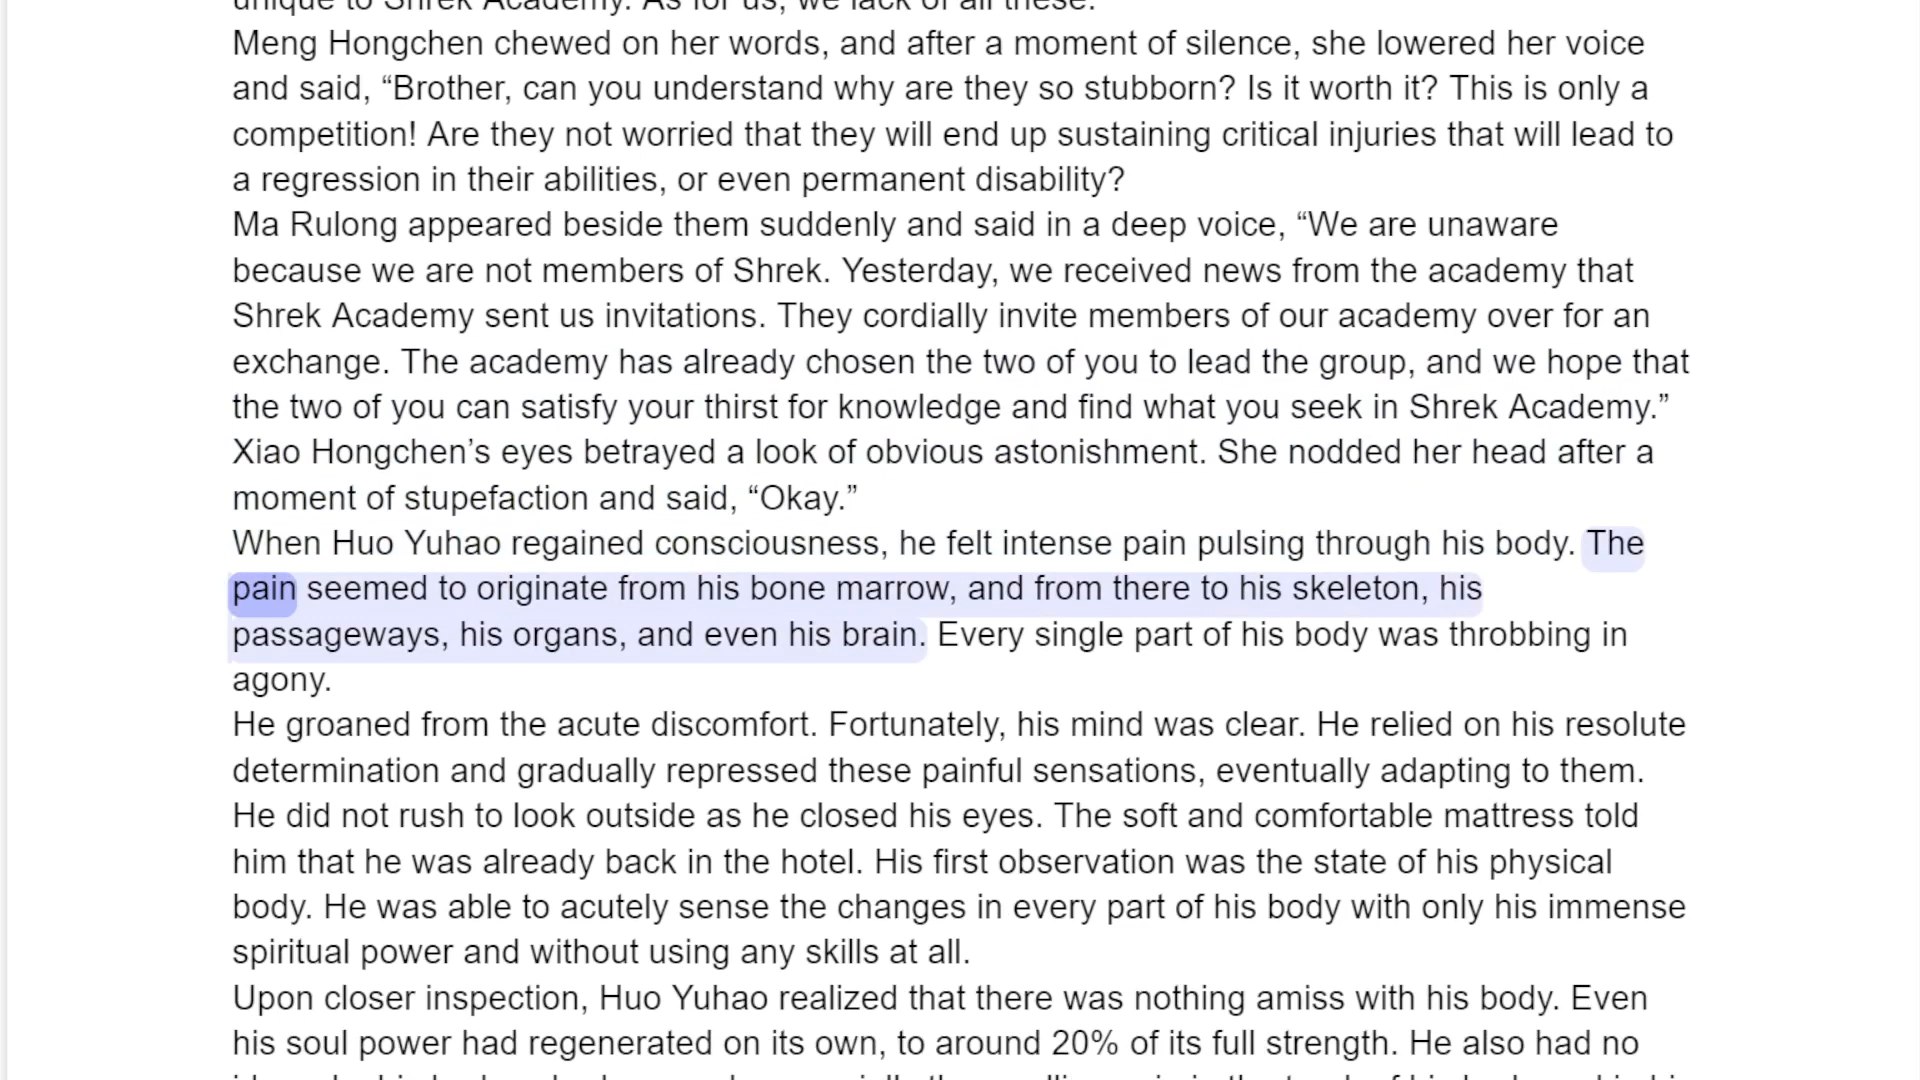 unique to Shrek Academy. As for us, we lack of all these.
Meng Hongchen chewed on her words, and after a moment of silence, she lowered her voice
and said, “Brother, can you understand why are they so stubborn? Is it worth it? This is only a
competition! Are they not worried that they will end up sustaining critical injuries that will lead to
a regression in their abilities, or even permanent disability?
Ma Rulong appeared beside them suddenly and said in a deep voice, “We are unaware
because we are not members of Shrek. Yesterday, we received news from the academy that
Shrek Academy sent us invitations. They cordially invite members of our academy over for an
exchange. The academy has already chosen the two of you to lead the group, and we hope that
the two of you can satisfy your thirst for knowledge and find what you seek in Shrek Academy.”
Xiao Hongchen’s eyes betrayed a look of obvious astonishment. She nodded her head after a
moment of stupefaction and said, “Okay.”
When Huo Yuhao regained consciousness, he felt intense pain pulsing through his body. The
pain seemed to originate from his bone marrow, and from there to his skeleton, his
passageways, his organs, and even his brain. Every single part of his body was throbbing in
agony.
He groaned from the acute discomfort. Fortunately, his mind was clear. He relied on his resolute
determination and gradually repressed these painful sensations, eventually adapting to them.
He did not rush to look outside as he closed his eyes. The soft and comfortable mattress told
him that he was already back in the hotel. His first observation was the state of his physical
body. He was able to acutely sense the changes in every part of his body with only his immense
spiritual power and without using any skills at all.
Upon closer inspection, Huo Yuhao realized that there was nothing amiss with his body. Even
his soul power had regenerated on its own, to around 20% of its full strength. He also had no